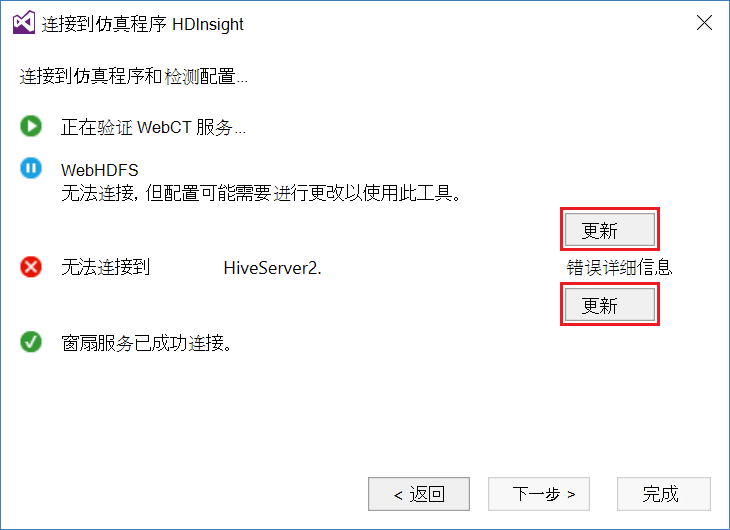 连接到仿真程序 HDInsight
连接到仿真程序和检测配置...
正在验证 WebCT 服务...
WebHDFS
无法连接, 但配置可能需要进行更改以使用此工具。
更新
无法连接到 HiveServer2. 错误详细信息
更新
窗扇服务已成功连接。
< 返回 下一步 > 完成